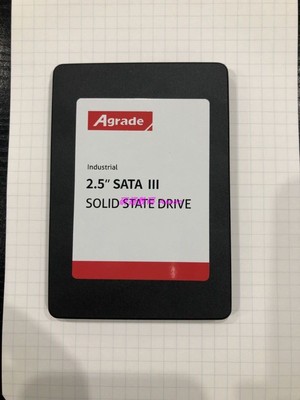 Agrade
Industrial
2.5" SATA III
SOLID STATE DRIVE